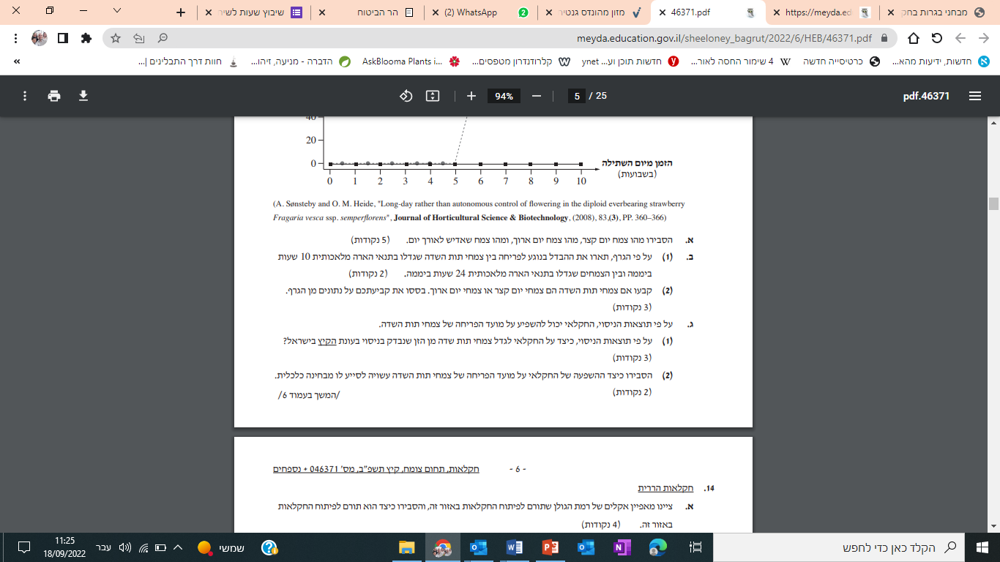 שיבוץ שעות לשיר
הר הביטוח
(2) WhatsApp
2
מזון מהונדס גנטי
46371.pdf
https://meyda.ed
מבחני בגרות בחק
meyda.education.gov.il/sheeloney_bagrut/2022/6/HEB/46371.pdf
חדשות, ידיעות מהא...
כרטיסייה חדשה
4 שימור החסה לאור...
חדשות תוכן וע... ynet
קלרודנדרון מטפסים...
AskBlooma Plants i...
הדברה - מניעה, זיהו...
חוות דרך התבלינים |...
94%
5 / 25
pdf.46371
40
20
0
0 1 2 3 4 5 6 7 8 9 10
הזמן מיום השתילה
(בשבועות)
(A. Sønsteby and O. M. Heide, "Long-day rather than autonomous control of flowering in the diploid everbearing strawberry
Fragaria vesca ssp. semperflorens", Journal of Horticultural Science & Biotechnology, (2008), 83,(3), PP. 360–366)
א. הסבירו מהו צמח יום קצר, מהו צמח יום ארוך, ומהו צמח שאדיש לאורך יום. (5 נקודות)
ב. (1) על פי הגרף, תארו את ההבדל בנוגע לפריחה בין צמחי תות השדה שגדלו בתנאי הארה מלאכותית 10 שעות
ביממה ובין הצמחים שגדלו בתנאי הארה מלאכותית 24 שעות ביממה. (2 נקודות)
(2) קבעו אם צמחי תות השדה הם צמחי יום קצר או צמחי יום ארוך. בססו את קביעתכם על נתונים מן הגרף.
(3 נקודות)
ג. על פי תוצאות הניסוי, החקלאי יכול להשפיע על מועד הפריחה של צמחי תות השדה.
(1) על פי תוצאות הניסוי, כיצד על החקלאי לגדל צמחי תות שדה מן הזן שנבדק בניסוי בעונת הקיץ בישראל?
(3 נקודות)
(2) הסבירו כיצד ההשפעה של החקלאי על מועד הפריחה של צמחי תות השדה עשויה לסייע לו מבחינה כלכלית.
(2 נקודות)
/המשך בעמוד 6/
- 6 -
חקלאות, תחום צומח, קיץ תשפ"ב, מס' 046371 + נספחים
14. חקלאות הררית
א. ציינו מאפיין אקלים של רמת הגולן שתורם לפיתוח החקלאות באזור זה, והסבירו כיצד הוא תורם לפיתוח החקלאות
באזור זה. (4 נקודות)
הקלד כאן כדי לחפש
שמשי
עבר
11:25
18/09/2022